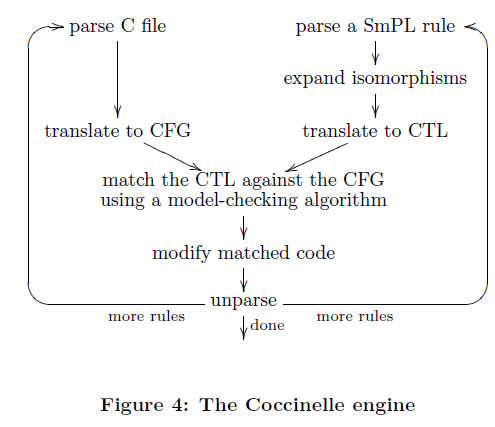 parse C file
parse a SmPL rule
expand isomorphisms
translate to CFG
translate to CTL
match the CTL against the CFG
using a model-checking algorithm
modify matched code
unparse
more rules
more rules
done
Figure 4: The Coccinelle engine